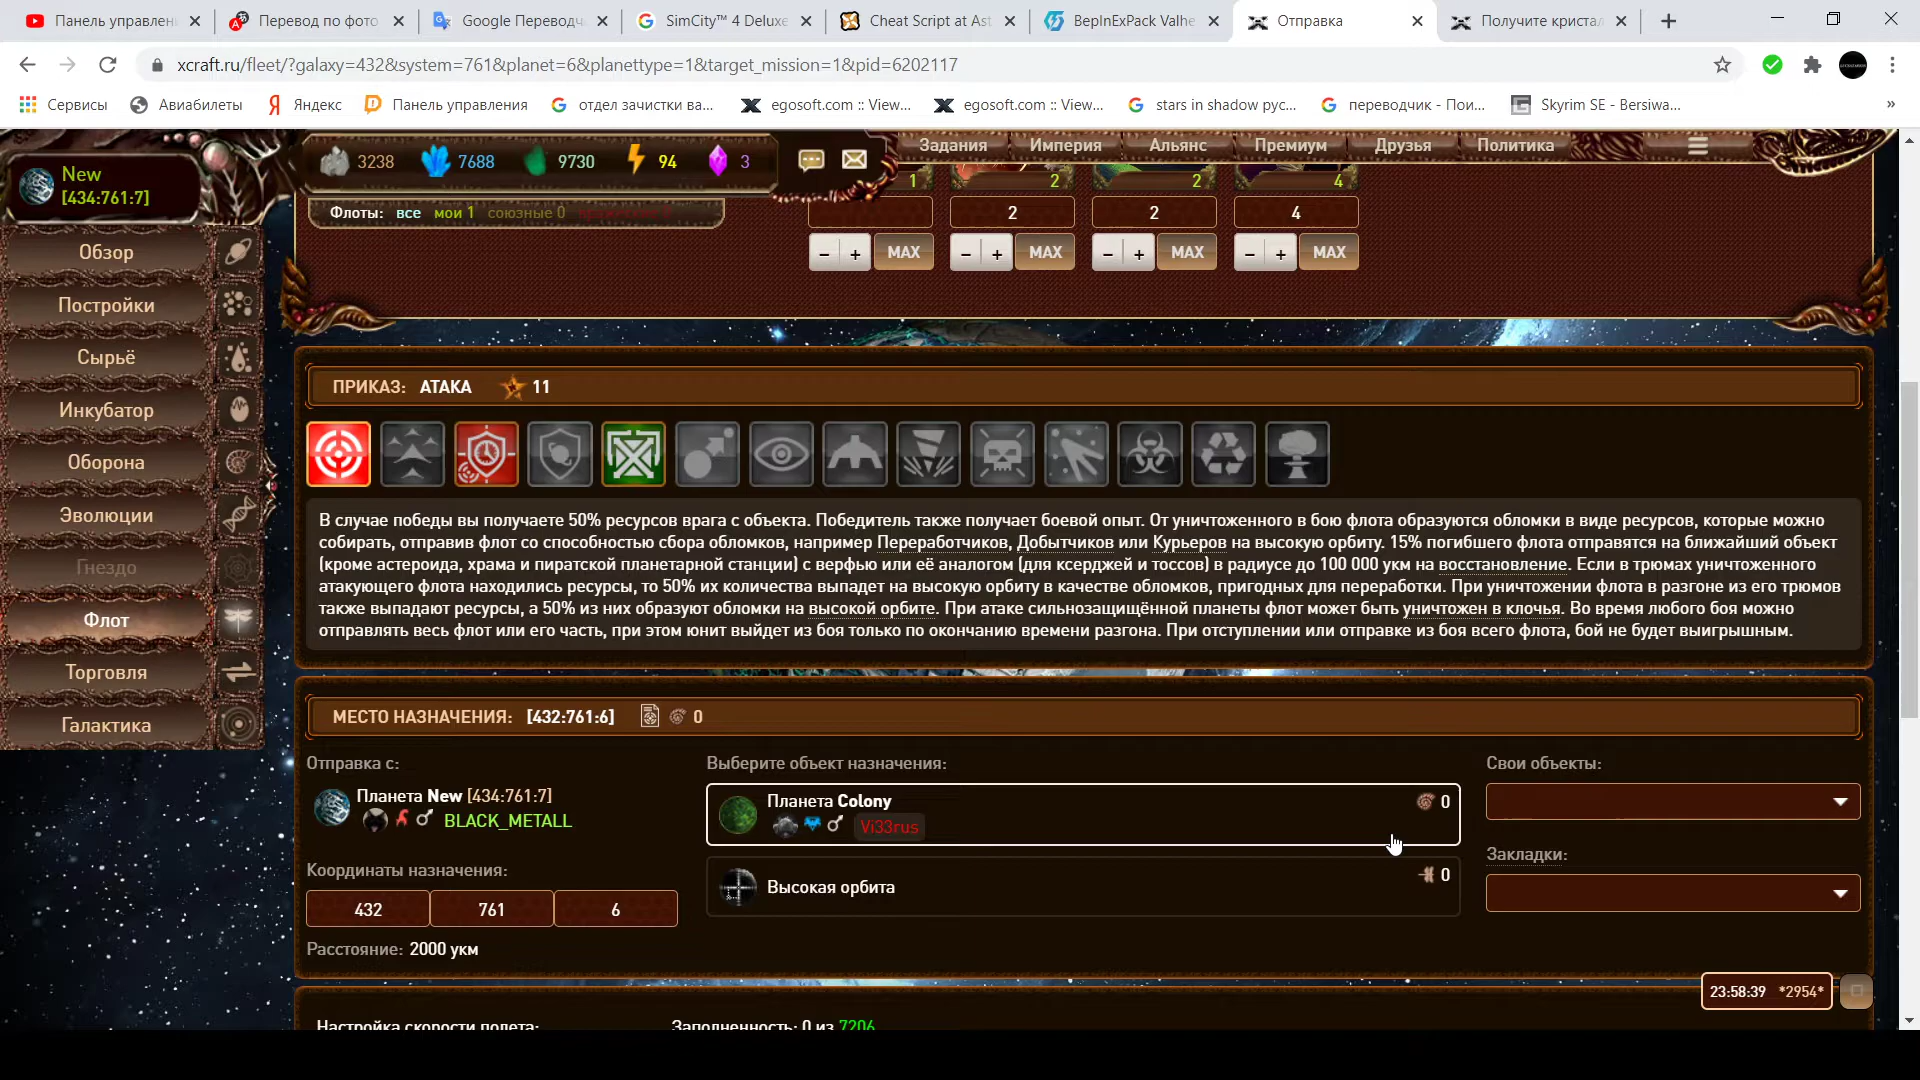 Панель управлен
Перевод по фото
Google Переводч
SimCity™ 4 Deluxe
Cheat Script at Ast
BepInExPack Valhe
Отправка
Получите кристал
xcraft.ru/fleet/?galaxy=432&system=761&planet=6&planettype=1&target_mission=1&pid=6202117
Сервисы
Авиабилеты
Яндекс
Панель управления
отдел зачистки ва...
egosoft.com :: View...
egosoft.com :: View...
stars in shadow рус...
переводчик - Пои...
Skyrim SE - Bersiwa...
New
[434:761:7]
3238 7688 9730 94 3
Задания Империя Альянс Премиум Друзья Политика
Флоты: все мои 1 союзные 0
1 2 2 4
2 2 4
− + MAX − + MAX − + MAX − + MAX
Обзор
Постройки
Сырьё
Инкубатор
Оборона
Эволюции
Гнездо
Флот
Торговля
Галактика
ПРИКАЗ: АТАКА 11
В случае победы вы получаете 50% ресурсов врага с объекта. Победитель также получает боевой опыт. От уничтоженного в бою флота образуются обломки в виде ресурсов, которые можно
собирать, отправив флот со способностью сбора обломков, например Переработчиков, Добытчиков или Курьеров на высокую орбиту. 15% погибшего флота отправятся на ближайший объект
(кроме астероида, храма и пиратской планетарной станции) с верфью или её аналогом (для ксерджей и тоссов) в радиусе до 100 000 укм на восстановление. Если в трюмах уничтоженного
атакующего флота находились ресурсы, то 50% их количества выпадет на высокую орбиту в качестве обломков, пригодных для переработки. При уничтожении флота в разгоне из его трюмов
также выпадают ресурсы, а 50% из них образуют обломки на высокой орбите. При атаке сильнозащищённой планеты флот может быть уничтожен в клочья. Во время любого боя можно
отправлять весь флот или его часть, при этом юнит выйдет из боя только по окончанию времени разгона. При отступлении или отправке из боя всего флота, бой не будет выигрышным.
МЕСТО НАЗНАЧЕНИЯ: [432:761:6] 0
Отправка с:
Планета New [434:761:7]
BLACK_METALL
Координаты назначения:
432 761 6
Расстояние: 2000 укм
Выберите объект назначения:
Планета Colony 0
Vi33rus
Высокая орбита 0
Свои объекты:
Закладки:
23:58:39 *2954*
Настройка скорости полета:
Заполненность: 0 из 7206